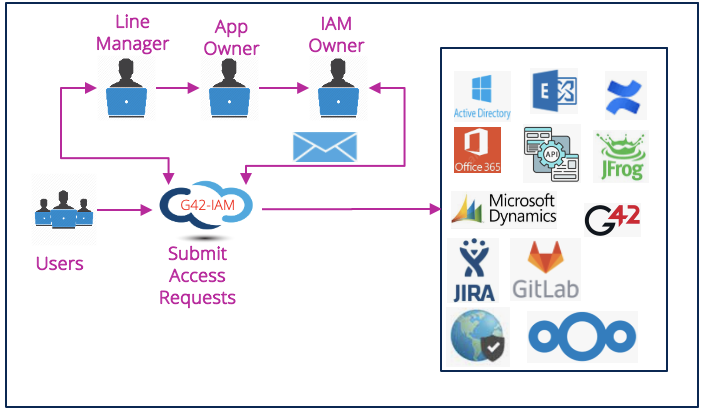 Line
Manager
App
Owner
IAM
Owner
Active Directory
Office 365
API
JFrog
Microsoft
Dynamics
G42
G42-IAM
Users
Submit
Access
Requests
JIRA
GitLab